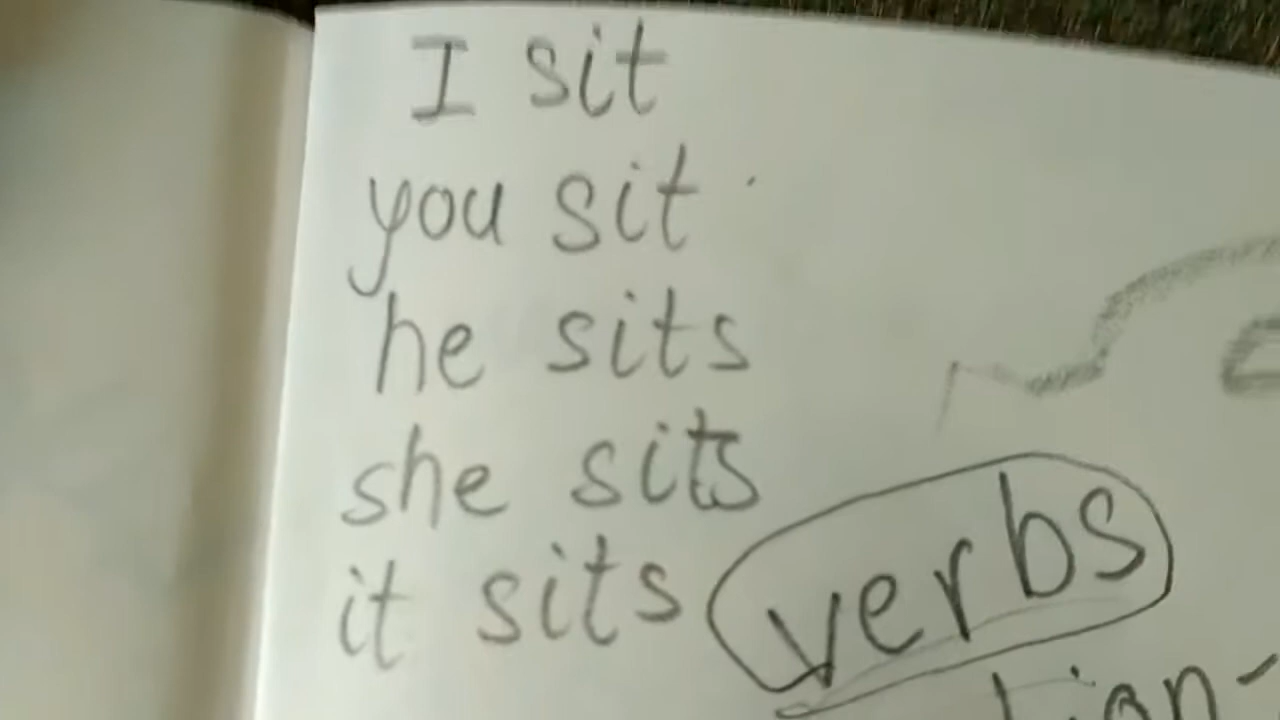 I sit
you sit
he sits
she sits
it sits
verbs